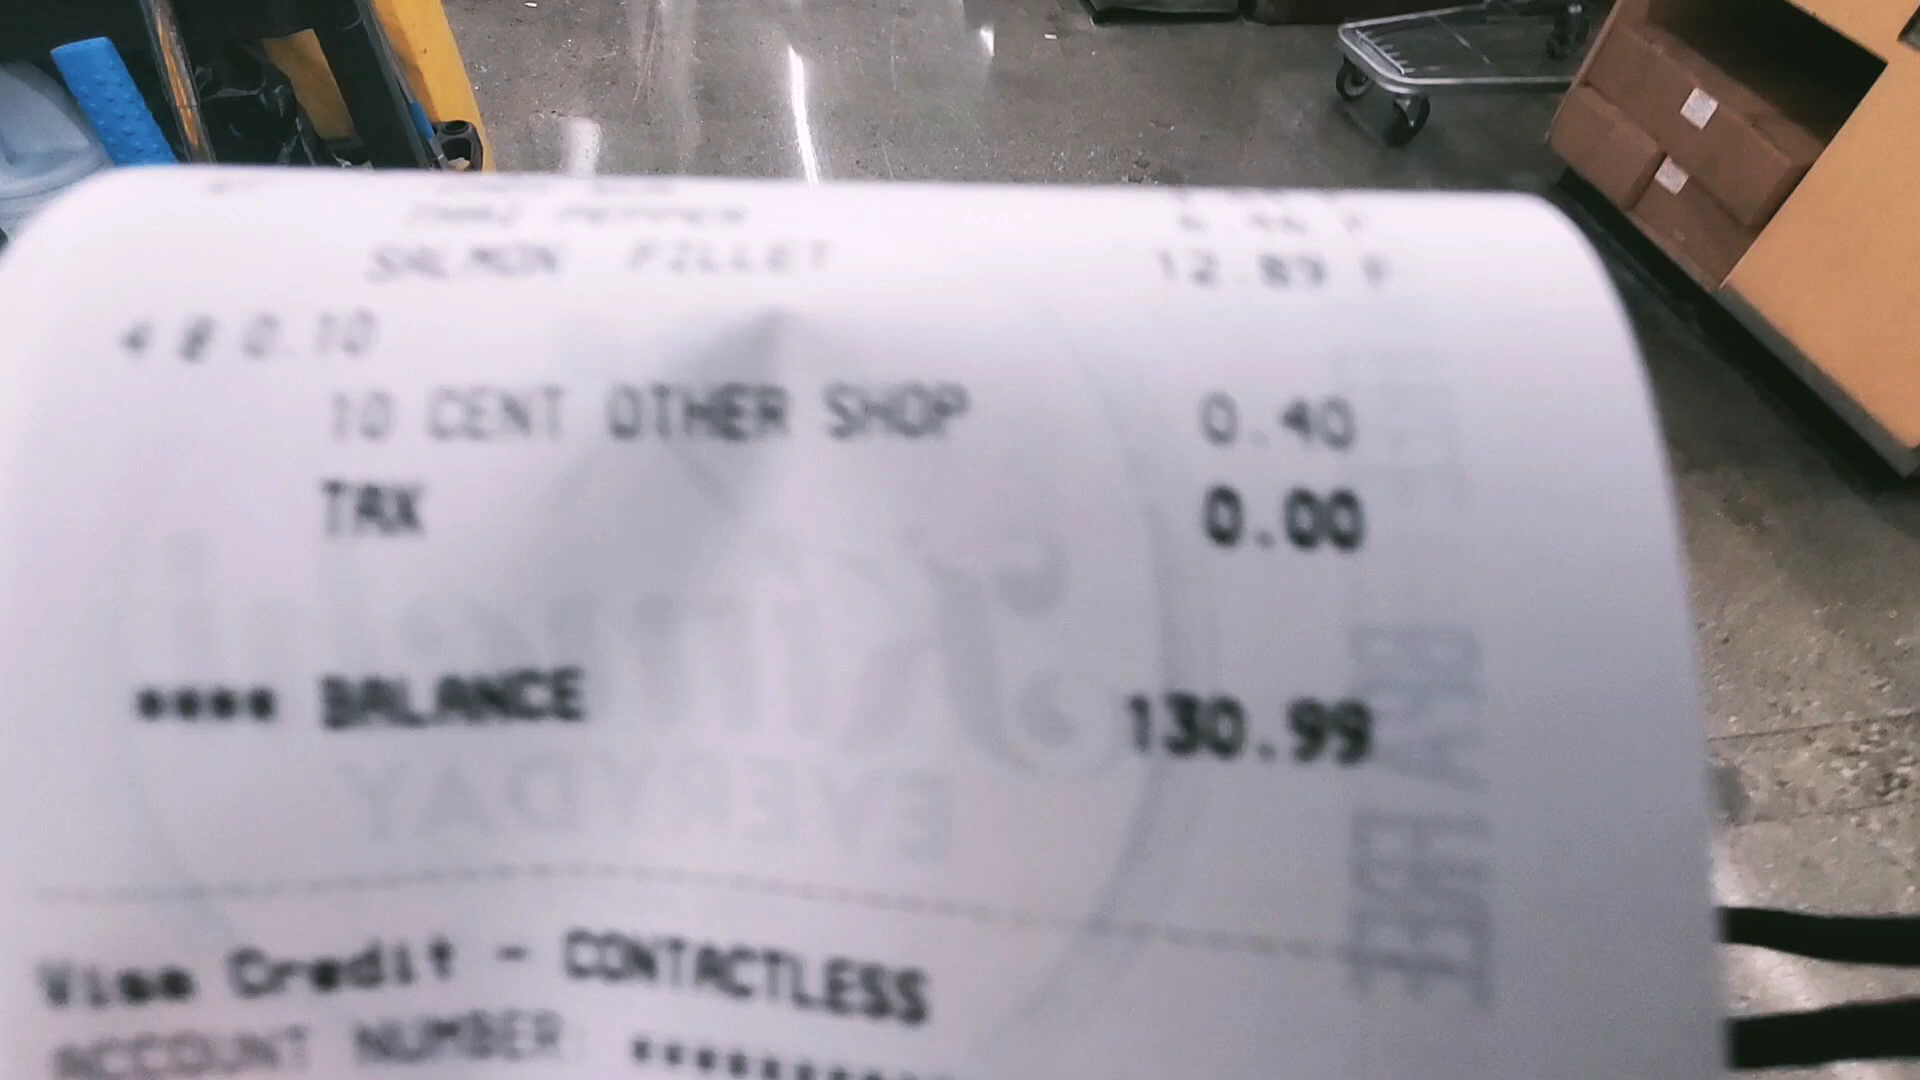 SALMON FILLET 12.89 F
4 @ 0.10
10 CENT OTHER SHOP 0.40
TAX 0.00
**** BALANCE 130.99
EVERYDAY
Visa Credit - CONTACTLESS
ACCOUNT NUMBER: **********